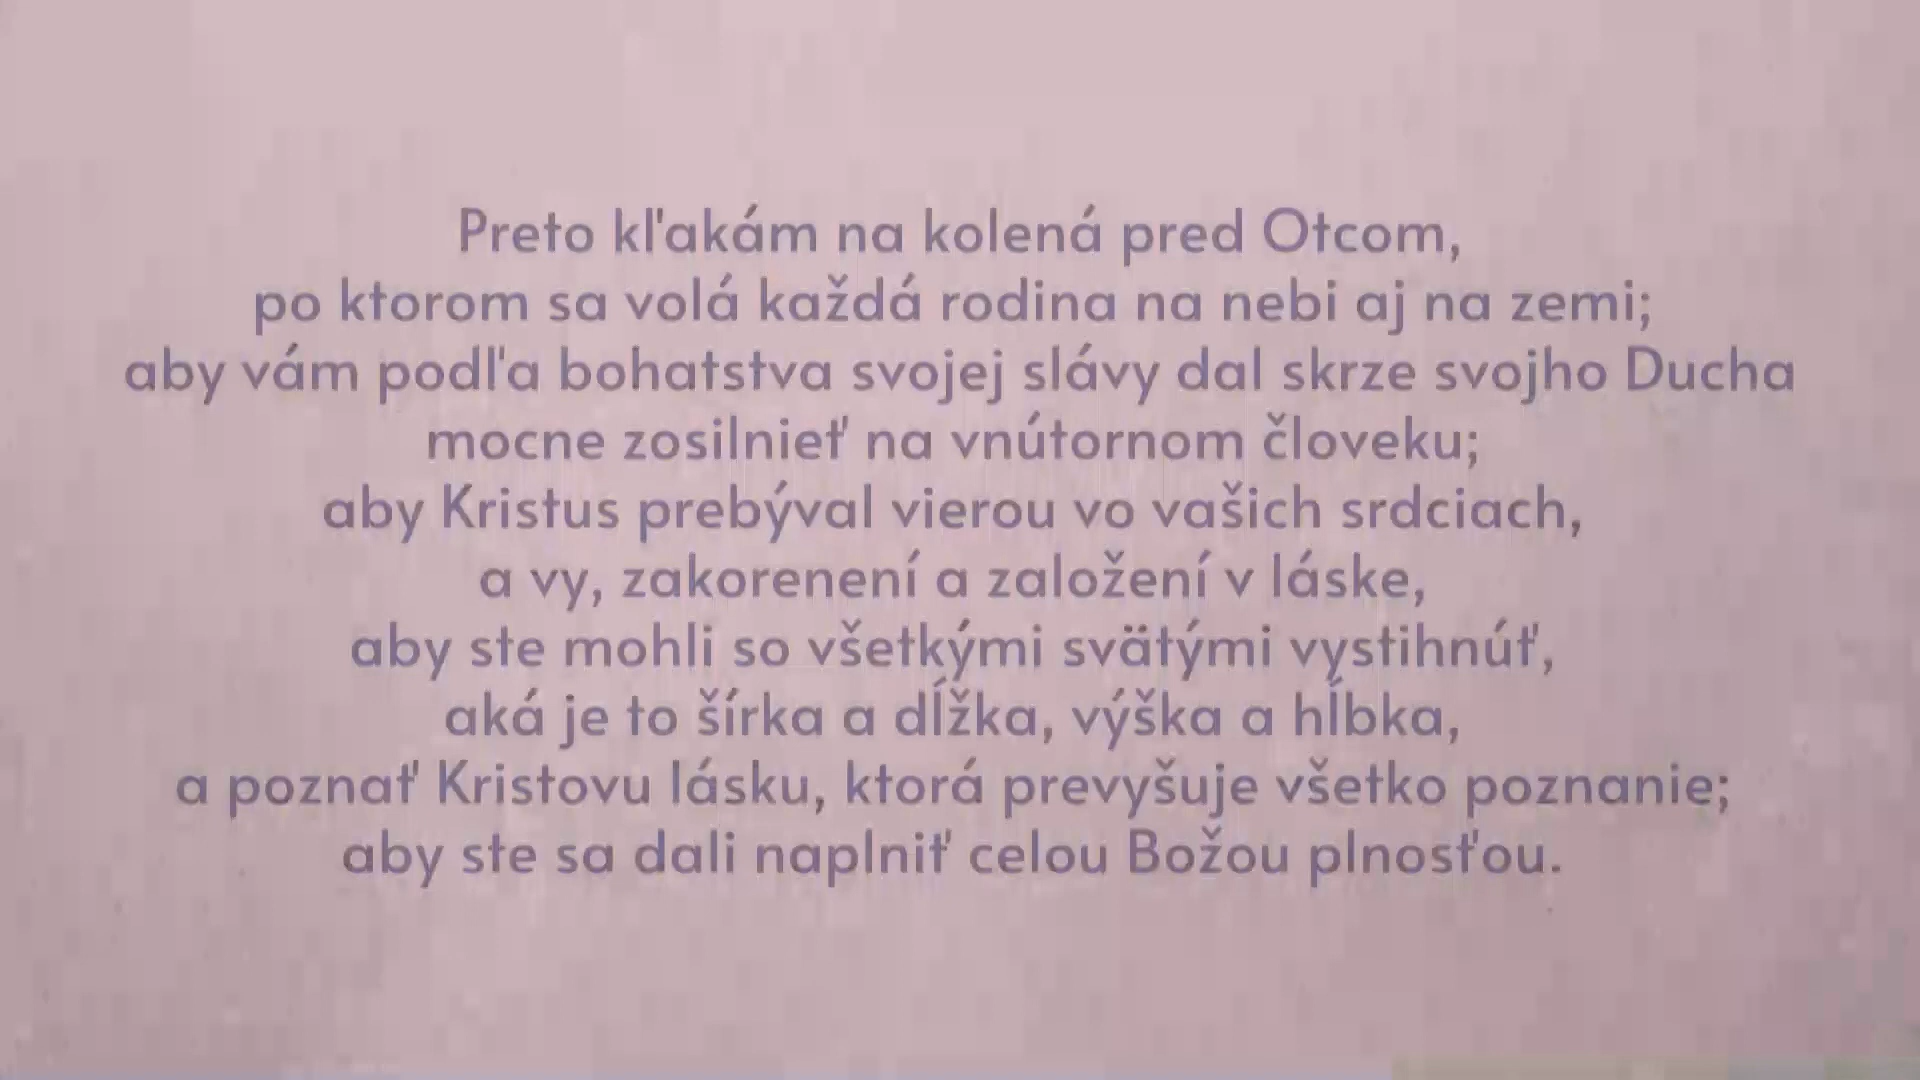 Preto kľakám na kolená pred Otcom,
po ktorom sa volá každá rodina na nebi aj na zemi;
aby vám podľa bohatstva svojej slávy dal skrze svojho Ducha
mocne zosilnieť na vnútornom človeku;
aby Kristus prebýval vierou vo vašich srdciach,
a vy, zakorenení a založení v láske,
aby ste mohli so všetkými svätými vystihnúť,
aká je to šírka a dĺžka, výška a hĺbka,
a poznať Kristovu lásku, ktorá prevyšuje všetko poznanie;
aby ste sa dali naplniť celou Božou plnosťou.